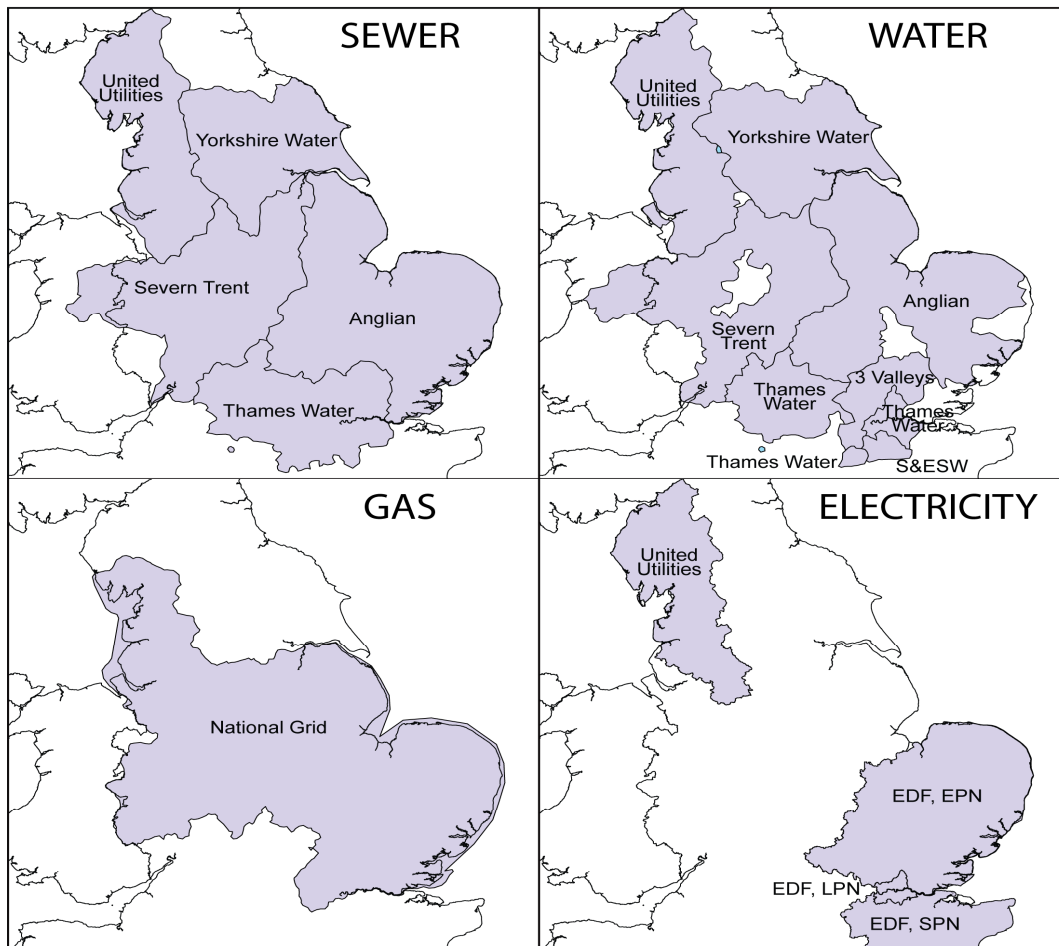 SEWER
United
Utilities
Yorkshire Water
Severn Trent
Anglian
Thames Water
WATER
United
Utilities
Yorkshire Water
Anglian
Severn
Trent
3 Valleys
Thames
Water
Thames
Water
Thames Water
S&ESW
GAS
National Grid
ELECTRICITY
United
Utilities
EDF, EPN
EDF, LPN
EDF, SPN